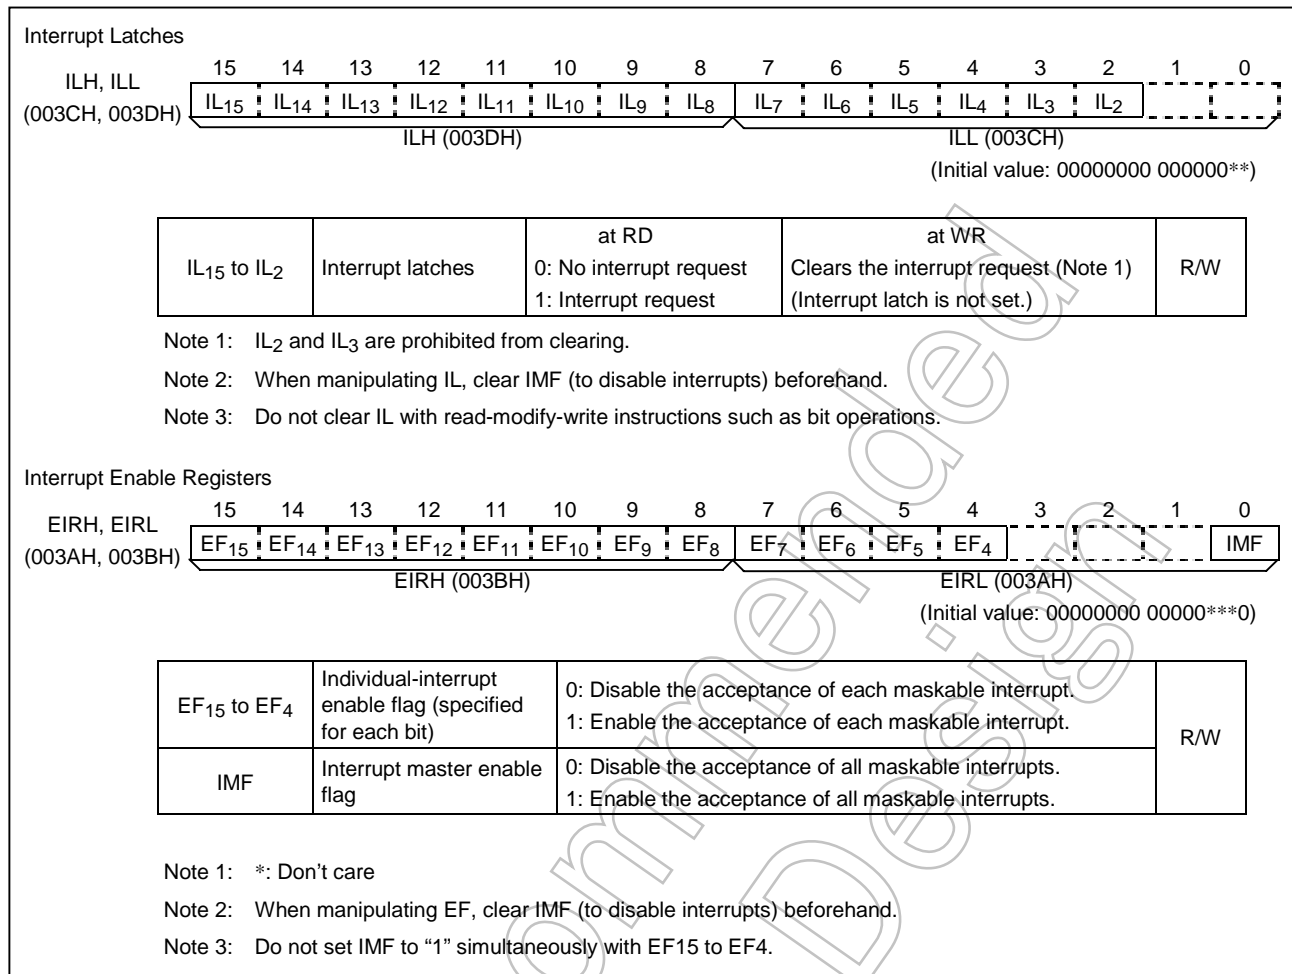 Interrupt Latches
15 14 13 12 11 10 9 8 7 6 5 4 3 2 1 0
ILH, ILL
(003CH, 003DH)
IL15 IL14 IL13 IL12 IL11 IL10 IL9 IL8 IL7 IL6 IL5 IL4 IL3 IL2
ILH (003DH) ILL (003CH)
(Initial value: 00000000 000000**)
IL15 to IL2
Interrupt latches
at RD
0: No interrupt request
1: Interrupt request
at WR
Clears the interrupt request (Note 1)
(Interrupt latch is not set.)
R/W
Note 1: IL2 and IL3 are prohibited from clearing.
Note 2: When manipulating IL, clear IMF (to disable interrupts) beforehand.
Note 3: Do not clear IL with read-modify-write instructions such as bit operations.
Interrupt Enable Registers
15 14 13 12 11 10 9 8 7 6 5 4 3 2 1 0
EIRH, EIRL
(003AH, 003BH)
EF15 EF14 EF13 EF12 EF11 EF10 EF9 EF8 EF7 EF6 EF5 EF4 IMF
EIRH (003BH) EIRL (003AH)
(Initial value: 00000000 00000***0)
EF15 to EF4
Individual-interrupt
enable flag (specified
for each bit)
0: Disable the acceptance of each maskable interrupt.
1: Enable the acceptance of each maskable interrupt.
R/W
IMF
Interrupt master enable
flag
0: Disable the acceptance of all maskable interrupts.
1: Enable the acceptance of all maskable interrupts.
Note 1: *: Don't care
Note 2: When manipulating EF, clear IMF (to disable interrupts) beforehand.
Note 3: Do not set IMF to “1” simultaneously with EF15 to EF4.
ommended
Design